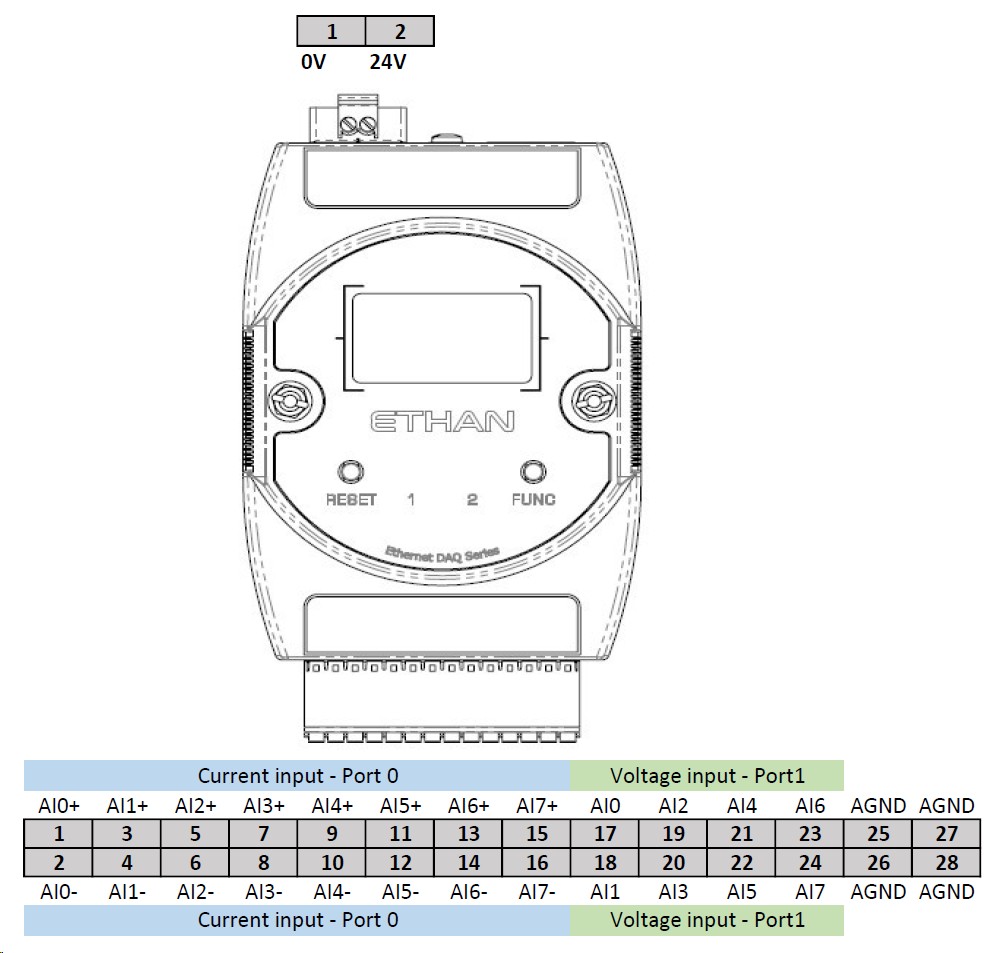 1 2
0V 24V
ETHAN
RESET 1 2 FUNC
Ethernet DAQ Series
Current input - Port 0 Voltage input - Port1
AI0+ AI1+ AI2+ AI3+ AI4+ AI5+ AI6+ AI7+ AI0 AI2 AI4 AI6 AGND AGND
1 3 5 7 9 11 13 15 17 19 21 23 25 27
2 4 6 8 10 12 14 16 18 20 22 24 26 28
AI0- AI1- AI2- AI3- AI4- AI5- AI6- AI7- AI1 AI3 AI5 AI7 AGND AGND
Current input - Port 0 Voltage input - Port1